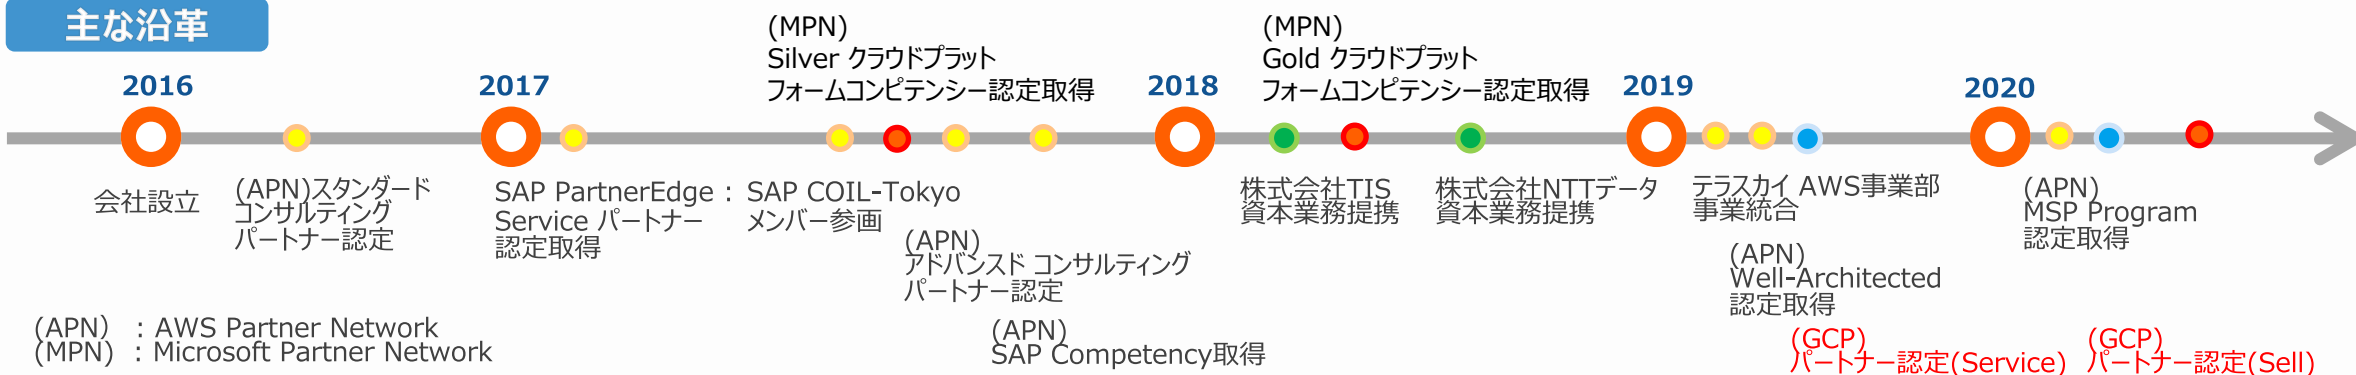 主な沿革
2016
2017
(MPN)
Silver クラウドプラット
フォームコンピテンシー認定取得
2018
(MPN)
Gold クラウドプラット
フォームコンピテンシー認定取得
2019
2020
会社設立
(APN)スタンダード
コンサルティング
パートナー認定
SAP PartnerEdge :
Service パートナー
認定取得
SAP COIL-Tokyo
メンバー参画
(APN)
アドバンスド コンサルティング
パートナー認定
(APN)
SAP Competency取得
株式会社TIS
資本業務提携
株式会社NTTデータ
資本業務提携
テラスカイ AWS事業部
事業統合
(APN)
Well-Architected
認定取得
(GCP)
パートナー認定(Service)
(APN)
MSP Program
認定取得
(GCP)
パートナー認定(Sell)
(APN) : AWS Partner Network
(MPN) : Microsoft Partner Network